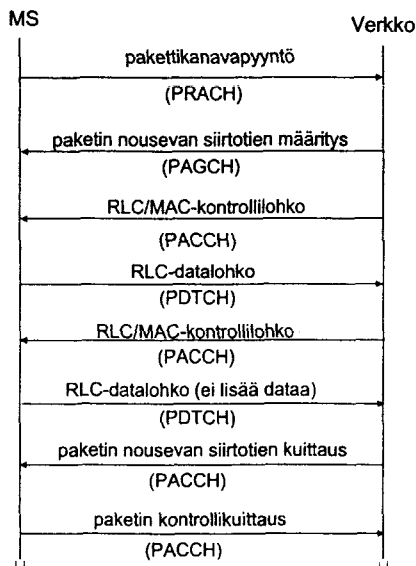 MS
Verkko
pakettikanavapyyntö
(PRACH)
paketin nousevan siirtotien määritys
(PAGCH)
RLC/MAC-kontrollilohko
(PACCH)
RLC-datalohko
(PDTCH)
RLC/MAC-kontrollilohko
(PACCH)
RLC-datalohko (ei lisää dataa)
(PDTCH)
paketin nousevan siirtotien kuittaus
(PACCH)
paketin kontrollikuittaus
(PACCH)